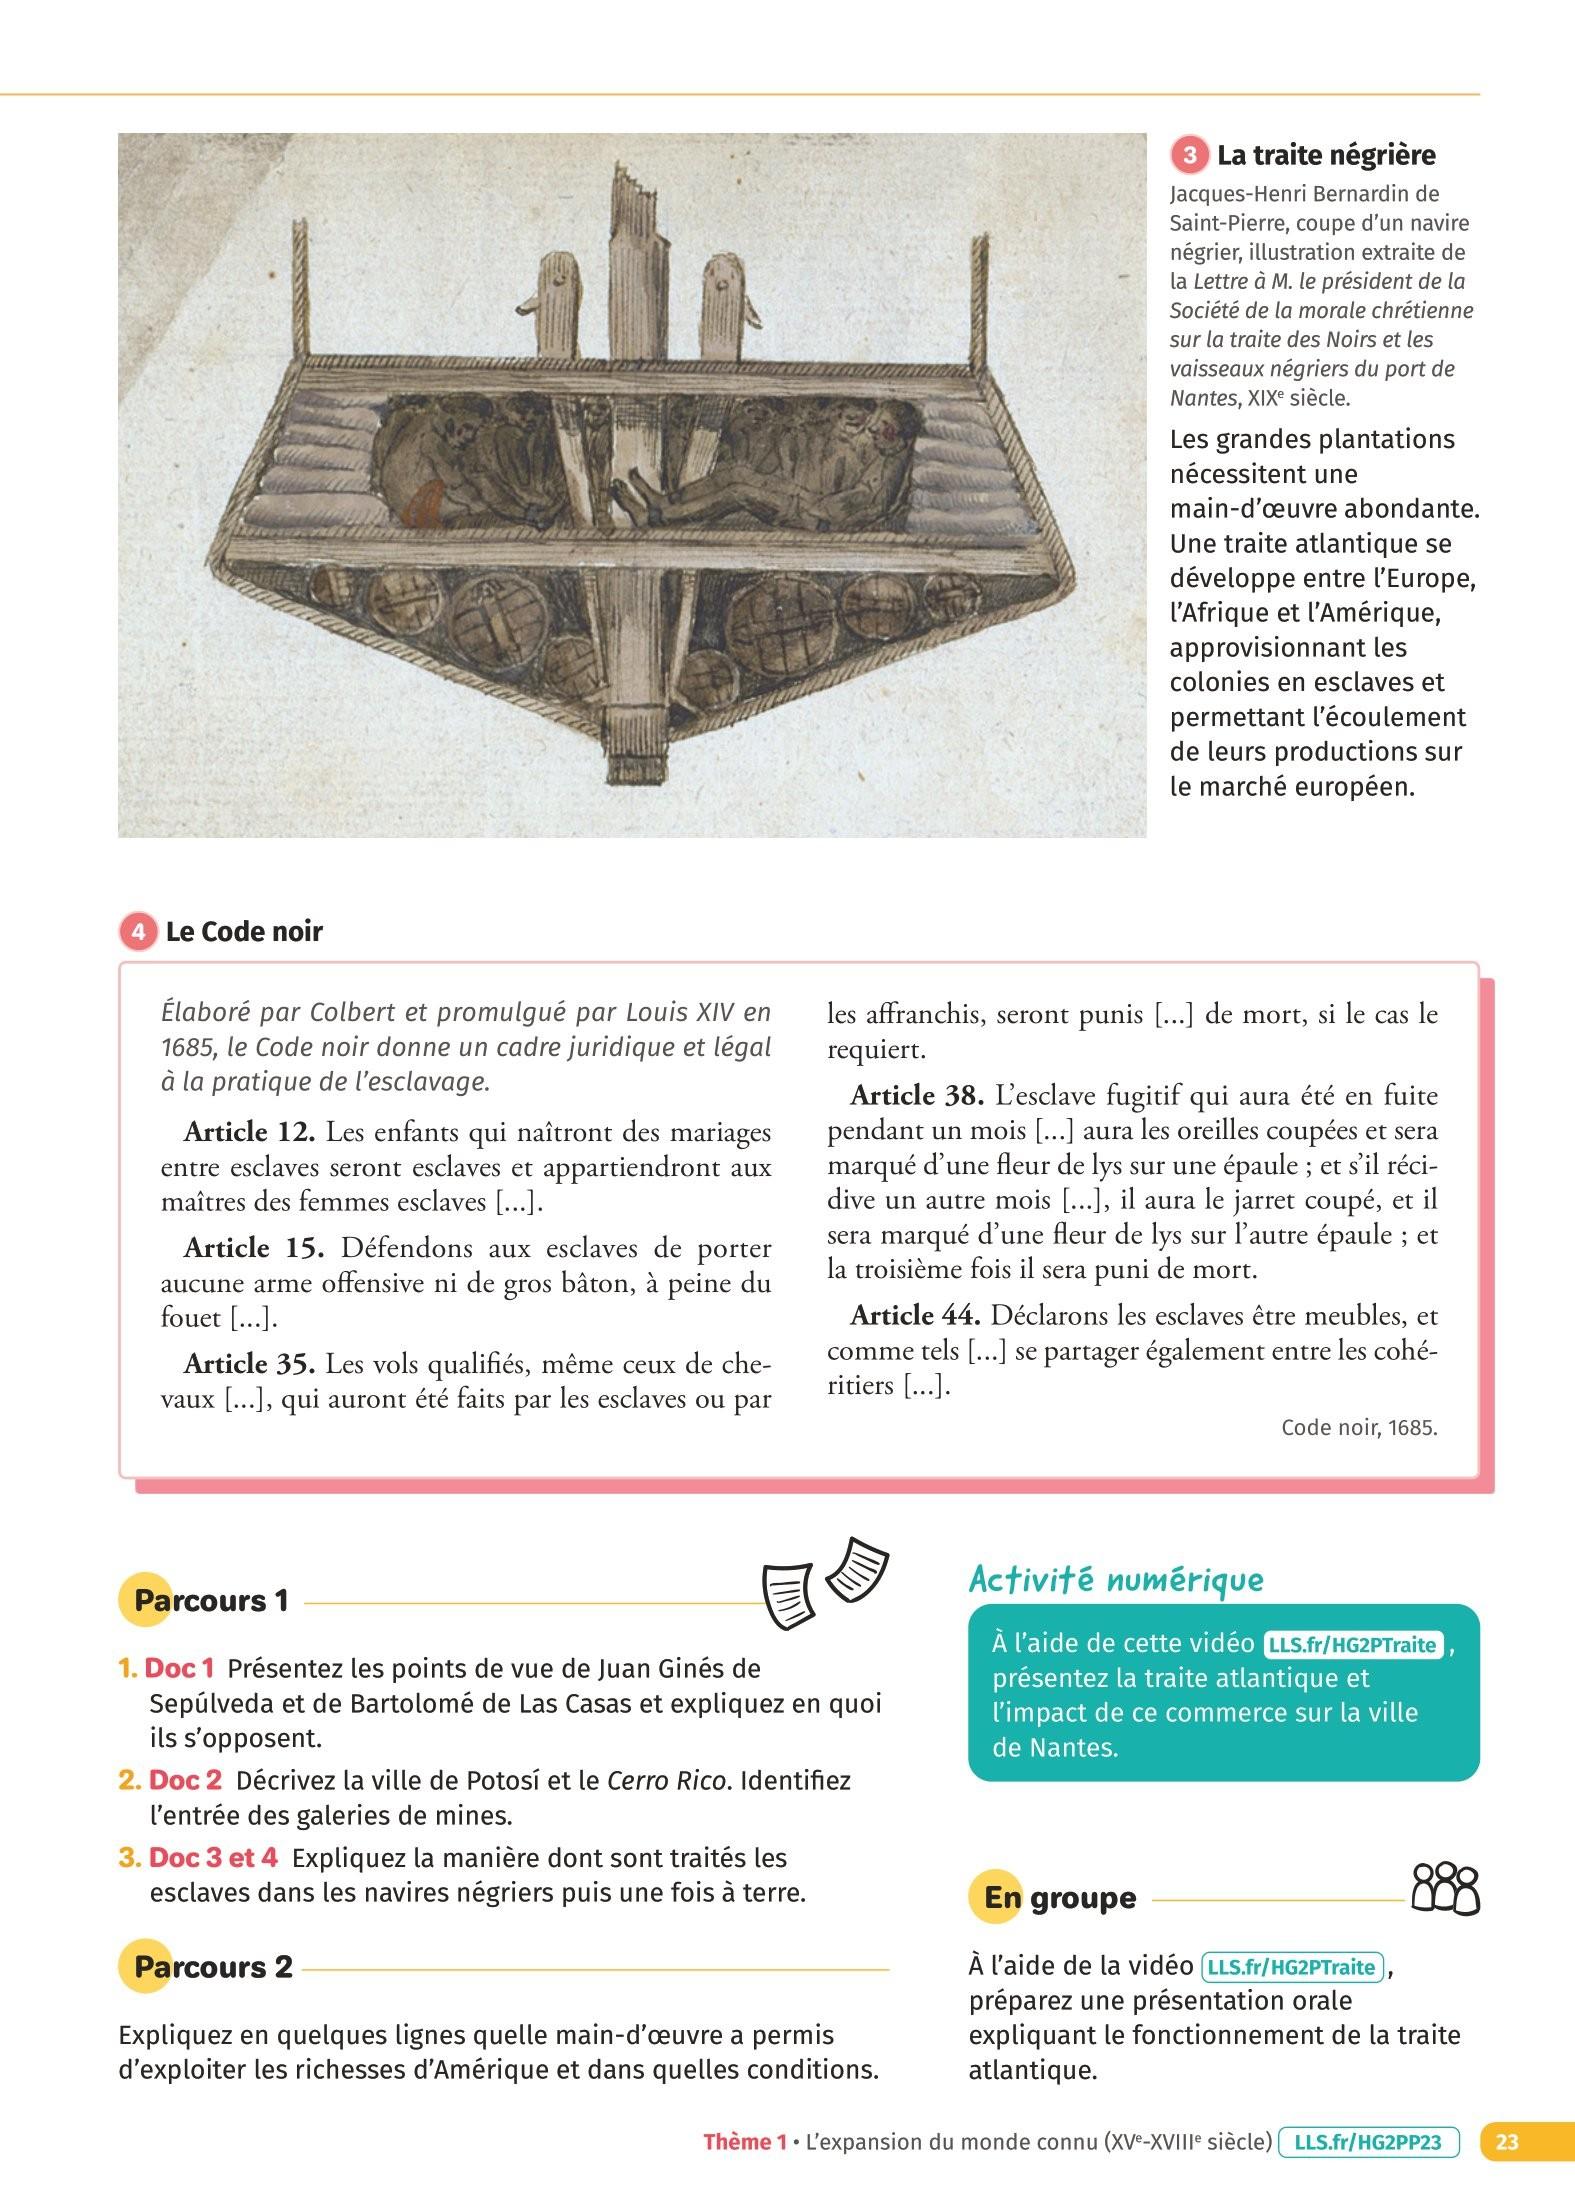 3 La traite négrière
Jacques-Henri Bernardin de
Saint-Pierre, coupe d’un navire
négrier, illustration extraite de
la Lettre à M. le président de la
Société de la morale chrétienne
sur la traite des Noirs et les
vaisseaux négriers du port de
Nantes, XIXe siècle.
Les grandes plantations
nécessitent une
main-d’œuvre abondante.
Une traite atlantique se
développe entre l’Europe,
l’Afrique et l’Amérique,
approvisionnant les
colonies en esclaves et
permettant l’écoulement
de leurs productions sur
le marché européen.
4 Le Code noir
Élaboré par Colbert et promulgué par Louis XIV en
1685, le Code noir donne un cadre juridique et légal
à la pratique de l’esclavage.
Article 12. Les enfants qui naîtront des mariages
entre esclaves seront esclaves et appartiendront aux
maîtres des femmes esclaves [...].
Article 15. Défendons aux esclaves de porter
aucune arme offensive ni de gros bâton, à peine du
fouet [...].
Article 35. Les vols qualifiés, même ceux de che-
vaux [...], qui auront été faits par les esclaves ou par
les affranchis, seront punis [...] de mort, si le cas le
requiert.
Article 38. L’esclave fugitif qui aura été en fuite
pendant un mois [...] aura les oreilles coupées et sera
marqué d’une fleur de lys sur une épaule ; et s’il réci-
dive un autre mois [...], il aura le jarret coupé, et il
sera marqué d’une fleur de lys sur l’autre épaule ; et
la troisième fois il sera puni de mort.
Article 44. Déclarons les esclaves être meubles, et
comme tels [...] se partager également entre les cohé-
ritiers [...].
Code noir, 1685.
Parcours 1
1. Doc 1 Présentez les points de vue de Juan Ginés de
Sepúlveda et de Bartolomé de Las Casas et expliquez en quoi
ils s’opposent.
2. Doc 2 Décrivez la ville de Potosí et le Cerro Rico. Identifiez
l’entrée des galeries de mines.
3. Doc 3 et 4 Expliquez la manière dont sont traités les
esclaves dans les navires négriers puis une fois à terre.
Parcours 2
Expliquez en quelques lignes quelle main-d’œuvre a permis
d’exploiter les richesses d’Amérique et dans quelles conditions.
Activité numérique
À l’aide de cette vidéo LLS.fr/HG2PTraite ,
présentez la traite atlantique et
l’impact de ce commerce sur la ville
de Nantes.
En groupe
À l’aide de la vidéo LLS.fr/HG2PTraite ,
préparez une présentation orale
expliquant le fonctionnement de la traite
atlantique.
Thème 1 • L’expansion du monde connu (XVe-XVIIIe siècle) LLS.fr/HG2PP23 23